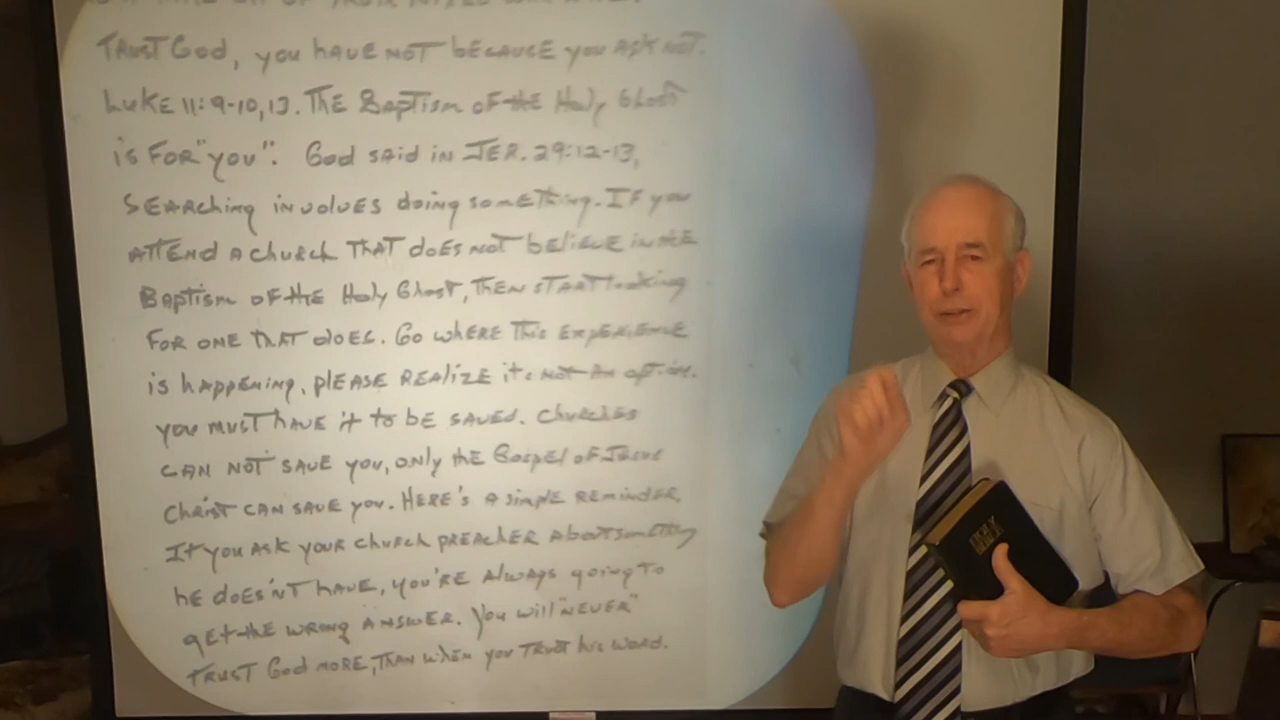 TRUST God, you HAVE NOT BECAUSE you ASK NOT.
LUKE 11:9-10,13. THE Baptism OF THE Holy Ghost
is FOR "you". God said in JER. 29:12-13,
SEARching INVOLVES doing something. IF you
ATTEND A church THAT does not believe in THE
Baptism OF THE Holy Ghost, THEN START looking
FOR ONE THAT does. Go WHERE This EXPERIENCE
is HAPPENING. PLEASE REALIZE its NOT An option.
you MUST HAVE it TO BE SAVED. CHURCHES
CAN NOT SAVE you, only THE Gospel oF Jesus
CHRIST CAN SAVE you. HERE'S A simple REMINDER.
IF you ASK your CHURCH PREACHER About something
HE DOES'NT HAVE, you'RE Always going To
gET THE WRONG ANSWER. You will "NEVER"
TRUST God MORE, THAN WHEN you TRUST his WORD.
HOLY
BIBLE